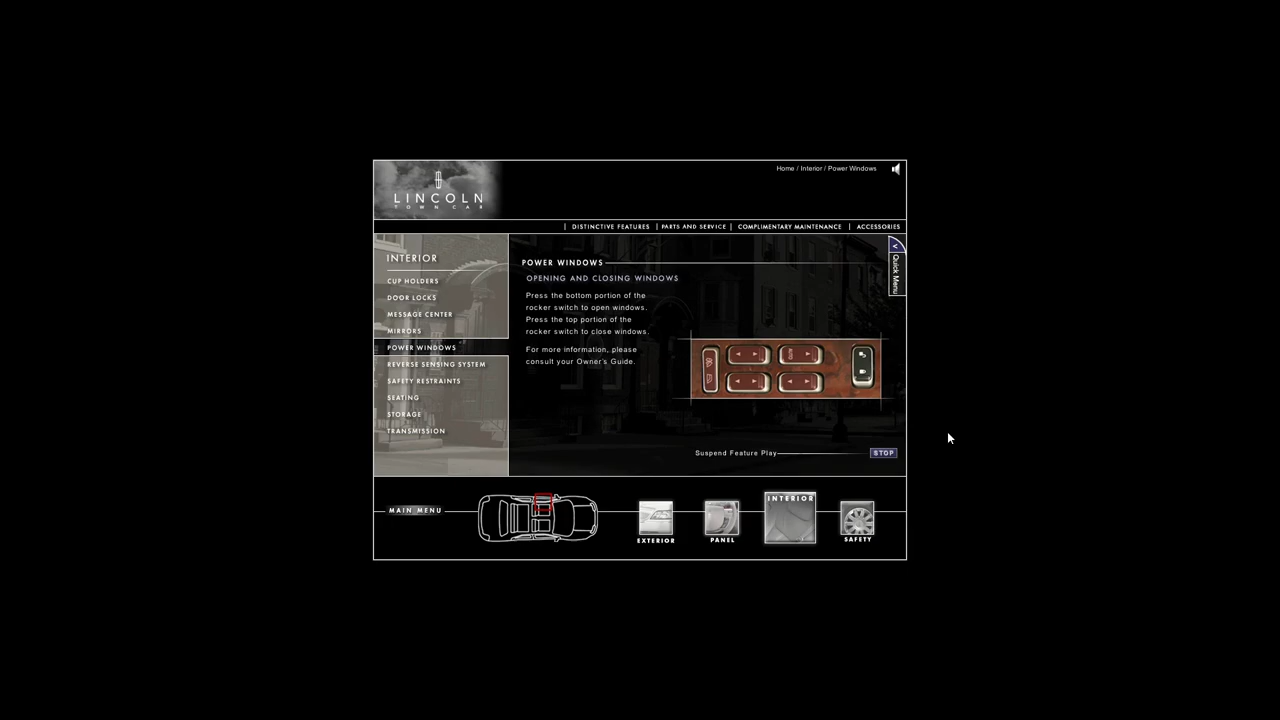 Home / Interior / Power Windows
LINCOLN
TOWN CAR
DISTINCTIVE FEATURES | PARTS AND SERVICE | COMPLIMENTARY MAINTENANCE | ACCESSORIES
Quick Menu
INTERIOR
CUP HOLDERS
DOOR LOCKS
MESSAGE CENTER
MIRRORS
POWER WINDOWS
REVERSE SENSING SYSTEM
SAFETY RESTRAINTS
SEATING
STORAGE
TRANSMISSION
POWER WINDOWS
OPENING AND CLOSING WINDOWS
Press the bottom portion of the
rocker switch to open windows.
Press the top portion of the
rocker switch to close windows.
For more information, please
consult your Owner's Guide.
AUTO
Suspend Feature Play
STOP
MAIN MENU
EXTERIOR
PANEL
INTERIOR
SAFETY